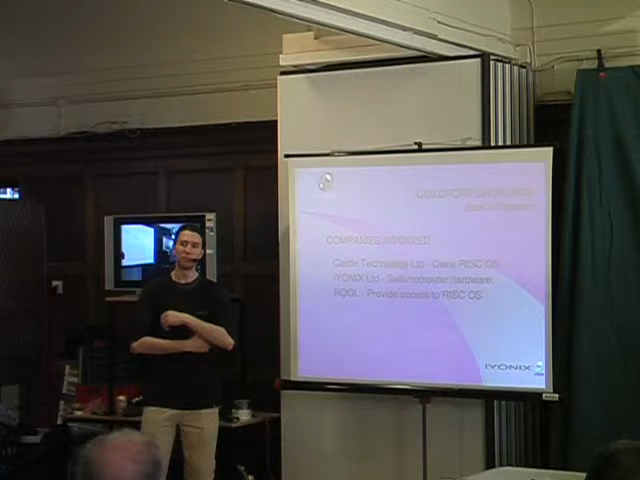 COMPANIES INVOLVED
Castle Technology Ltd - Owns RISC OS
IYONIX Ltd - Sells computer hardware
ROOL - Provide access to RISC OS
IYONIX